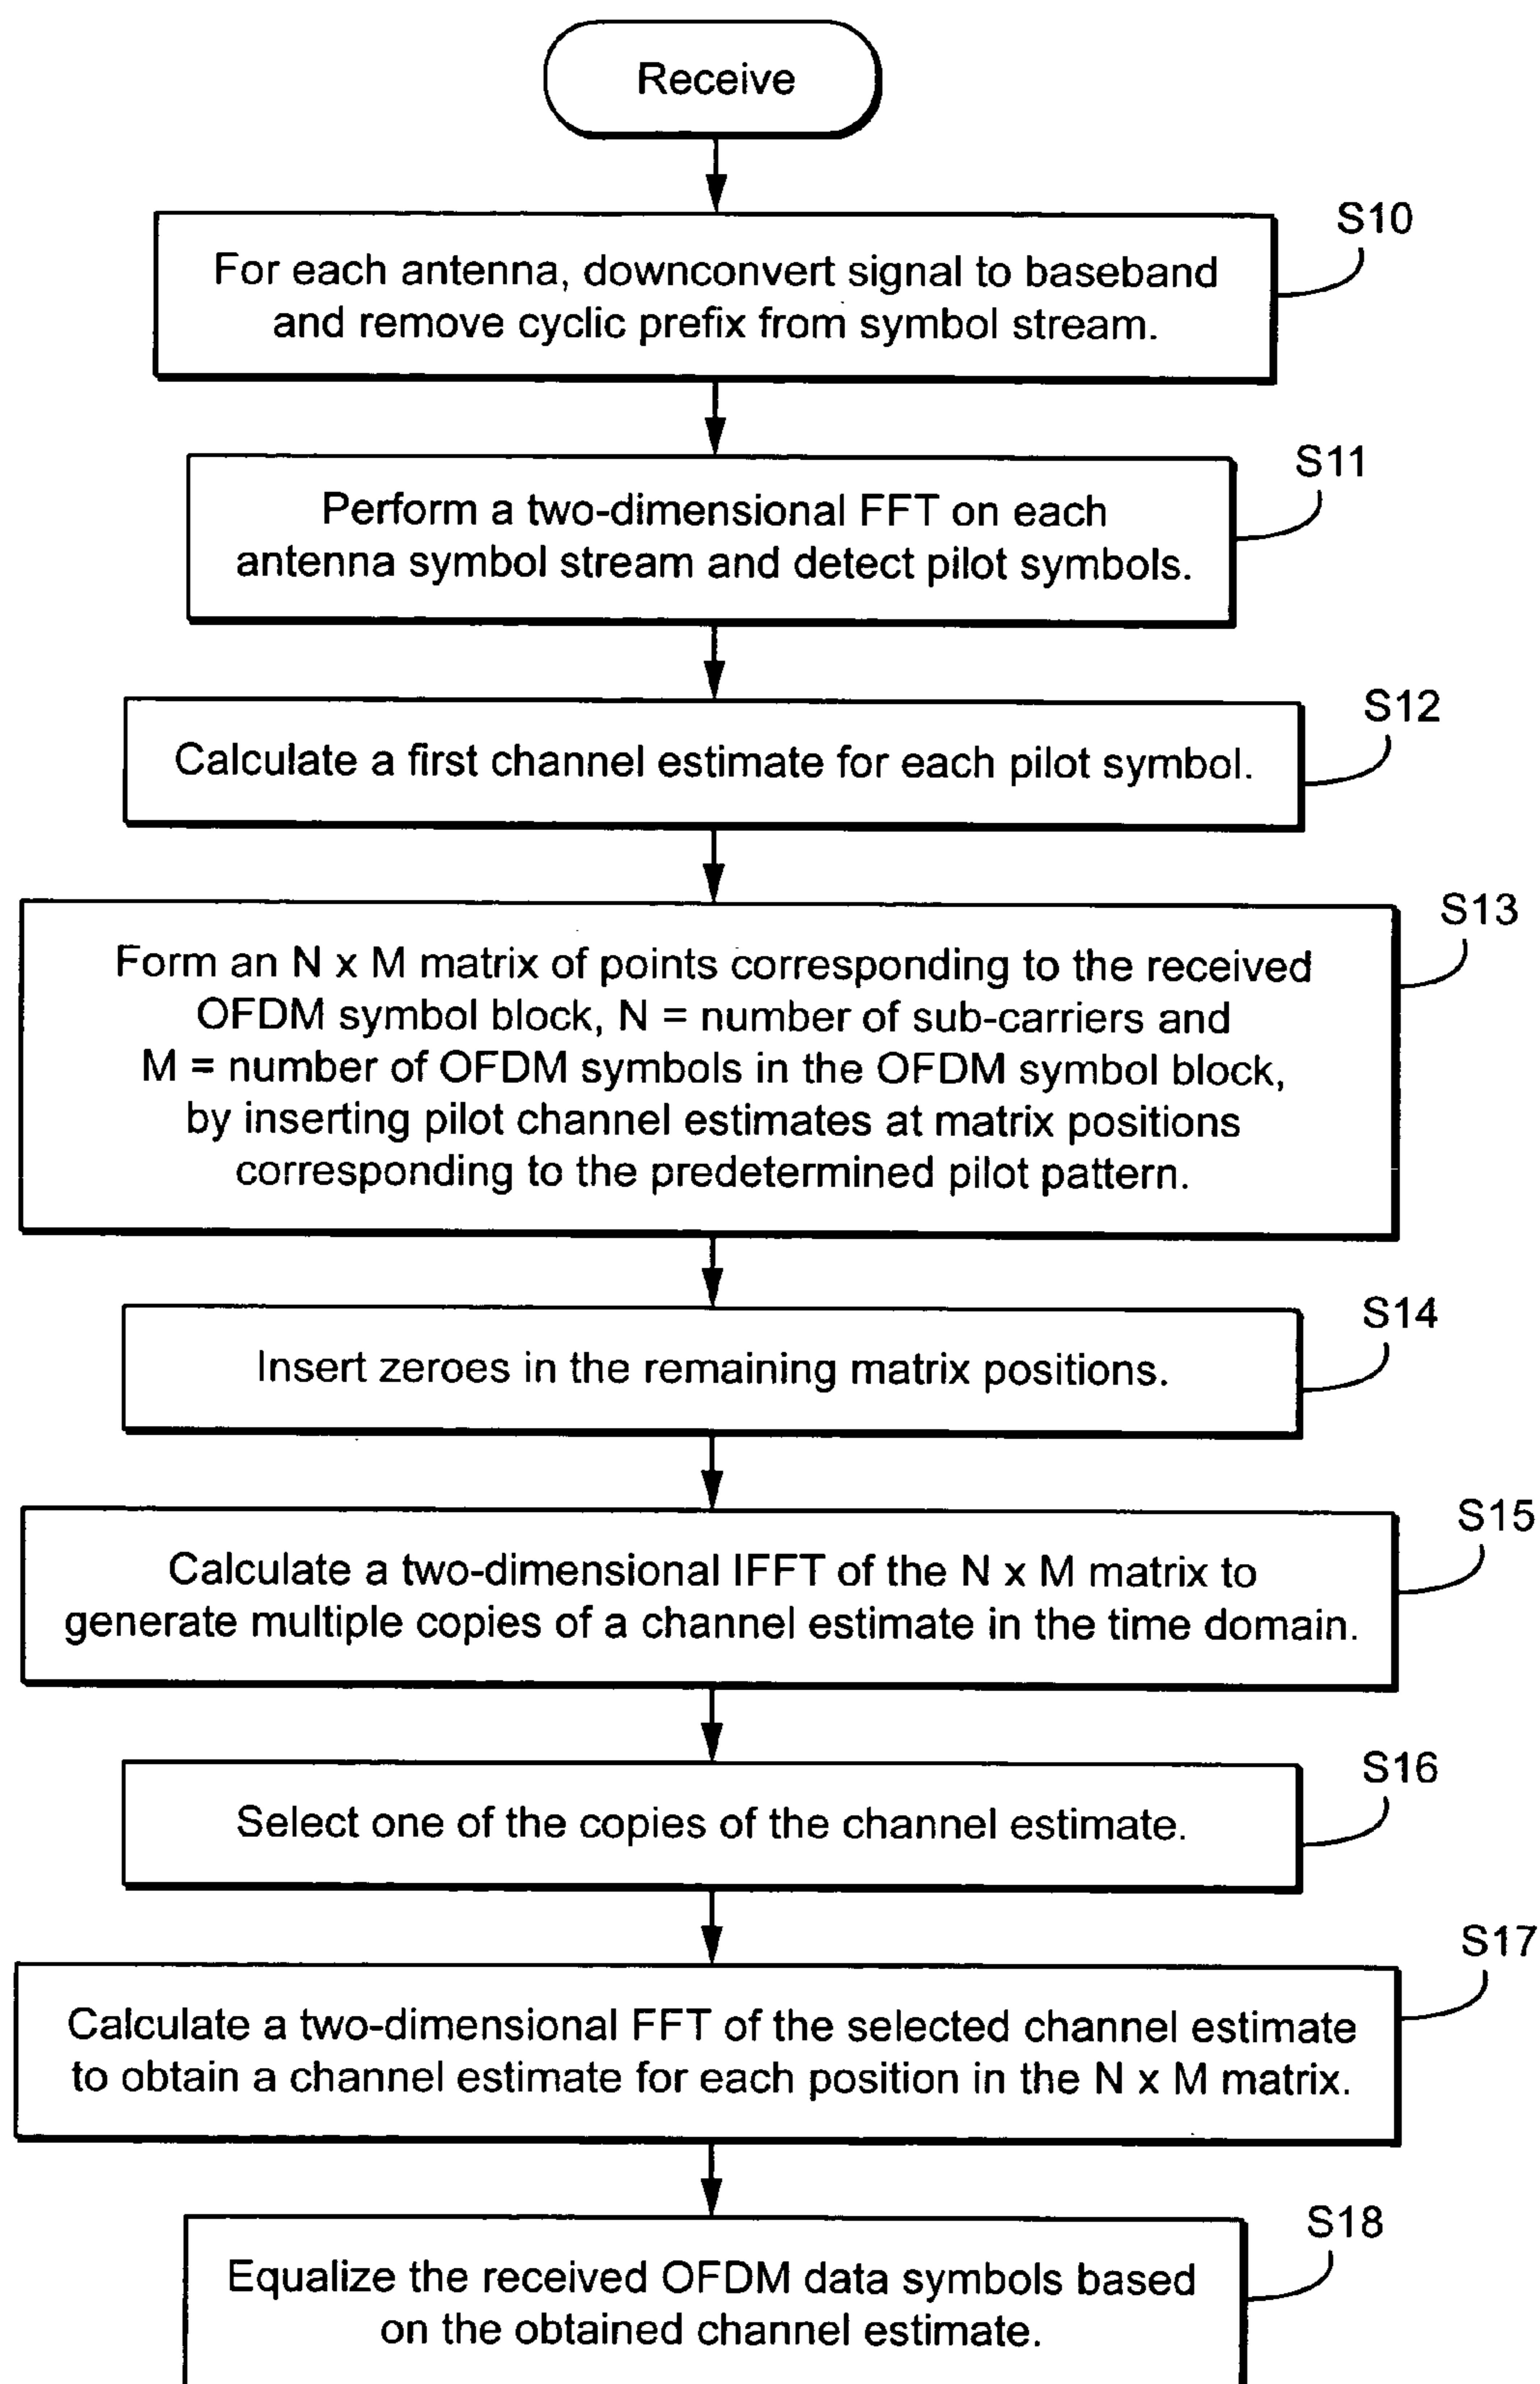 Receive
S10
For each antenna, downconvert signal to baseband
and remove cyclic prefix from symbol stream.
S11
Perform a two-dimensional FFT on each
antenna symbol stream and detect pilot symbols.
S12
Calculate a first channel estimate for each pilot symbol.
S13
Form an N x M matrix of points corresponding to the received
OFDM symbol block, N = number of sub-carriers and
M = number of OFDM symbols in the OFDM symbol block,
by inserting pilot channel estimates at matrix positions
corresponding to the predetermined pilot pattern.
S14
Insert zeroes in the remaining matrix positions.
S15
Calculate a two-dimensional IFFT of the N x M matrix to
generate multiple copies of a channel estimate in the time domain.
S16
Select one of the copies of the channel estimate.
S17
Calculate a two-dimensional FFT of the selected channel estimate
to obtain a channel estimate for each position in the N x M matrix.
S18
Equalize the received OFDM data symbols based
on the obtained channel estimate.